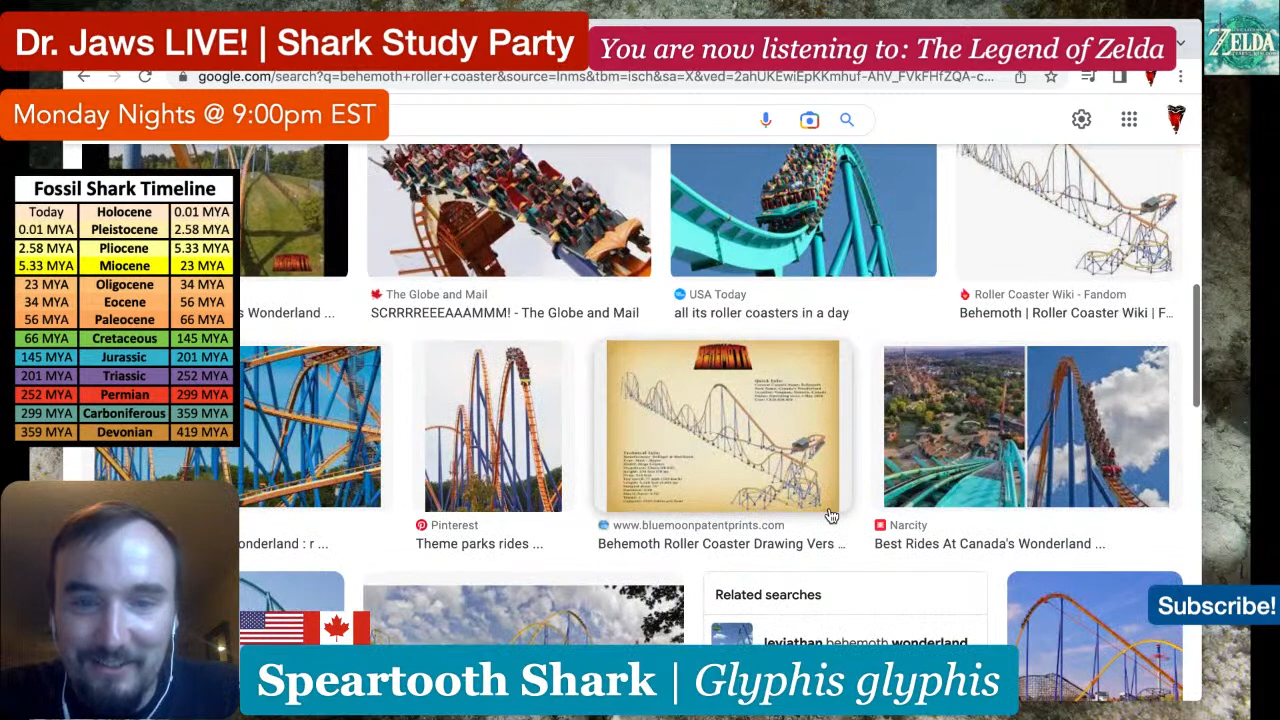 Dr. Jaws LIVE! | Shark Study Party
You are now listening to: The Legend of Zelda
ZELDA
google.com/search?q=behemoth+roller+coaster&source=lnms&tbm=isch&sa=X&ved=2ahUKEwiEpKKmhuf-AhV_FVkFHfZQA-c...
Monday Nights @ 9:00pm EST
Fossil Shark Timeline
Today Holocene 0.01 MYA
0.01 MYA Pleistocene 2.58 MYA
2.58 MYA Pliocene 5.33 MYA
5.33 MYA Miocene 23 MYA
23 MYA Oligocene 34 MYA
34 MYA Eocene 56 MYA
56 MYA Paleocene 66 MYA
66 MYA Cretaceous 145 MYA
145 MYA Jurassic 201 MYA
201 MYA Triassic 252 MYA
252 MYA Permian 299 MYA
299 MYA Carboniferous 359 MYA
359 MYA Devonian 419 MYA
The Globe and Mail
USA Today
Roller Coaster Wiki - Fandom
s Wonderland ...
SCRRRREEEAAAMMM! - The Globe and Mail
all its roller coasters in a day
Behemoth | Roller Coaster Wiki | F...
Pinterest
www.bluemoonpatentprints.com
Narcity
onderland : r ...
Theme parks rides ...
Behemoth Roller Coaster Drawing Vers ...
Best Rides At Canada's Wonderland ...
Related searches
leviathan behemoth wonderland
Subscribe!
Speartooth Shark | Glyphis glyphis